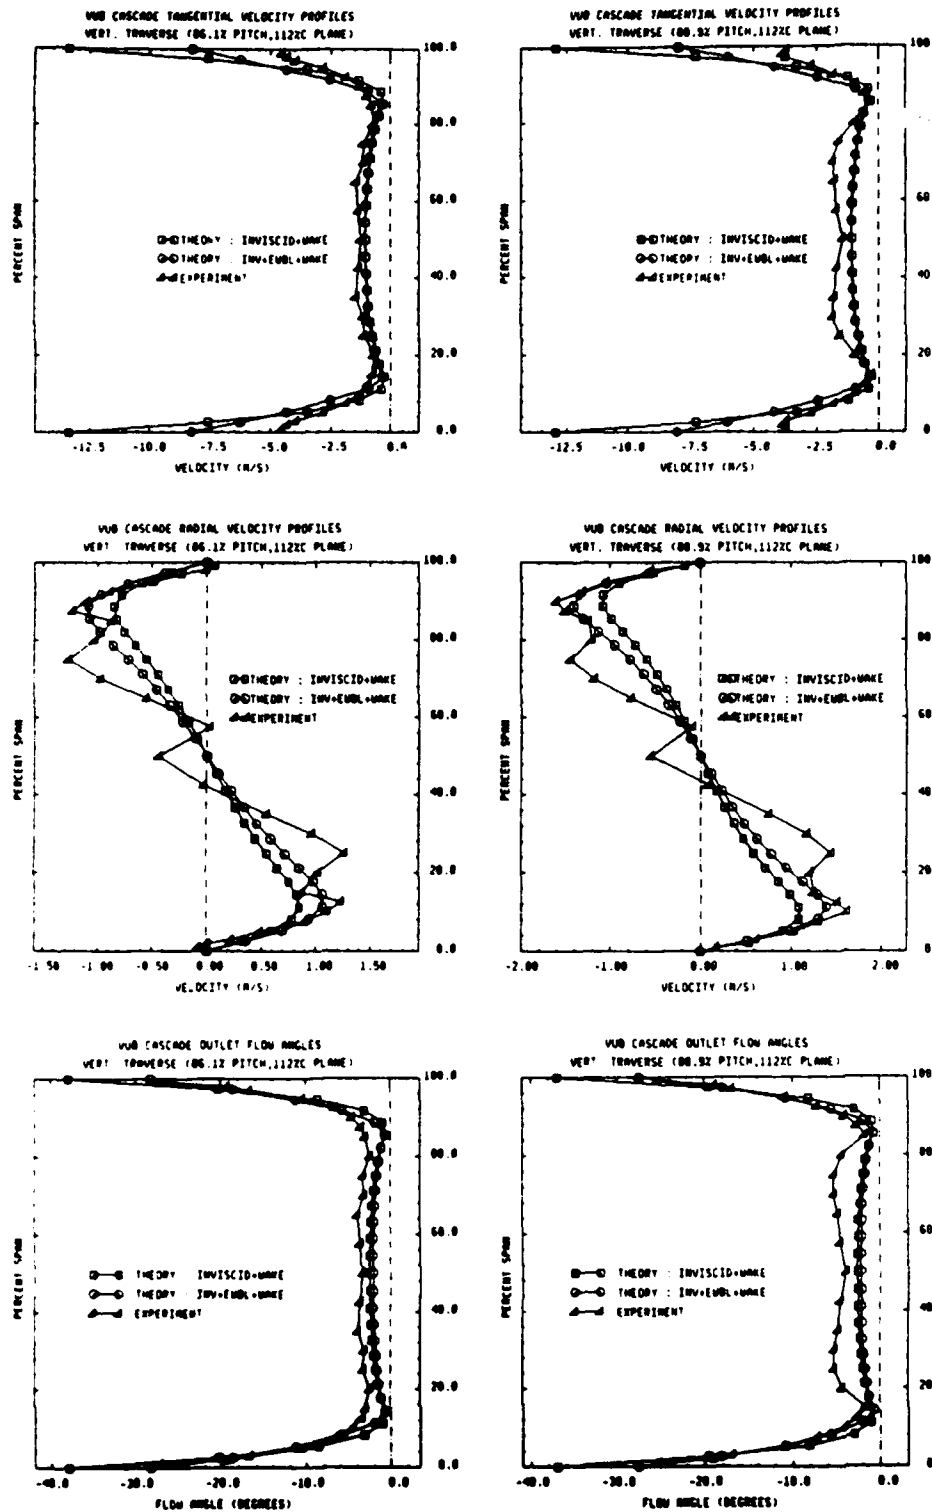 VUB CASCADE TANGENTIAL VELOCITY PROFILES
VERT. TRAVERSE (86.1% PITCH,112%C PLANE)
100.0
80.0
60.0
40.0
20.0
0.0
PERCENT SPAN
THEORY : INVISCID+WAKE
THEORY : INV+EWBL+WAKE
EXPERIMENT
-12.5
-10.0
-7.5
-5.0
-2.5
0.0
VELOCITY (M/S)
VUB CASCADE TANGENTIAL VELOCITY PROFILES
VERT. TRAVERSE (88.9% PITCH,112%C PLANE)
100
80
60
40
20
0
PERCENT SPAN
THEORY : INVISCID+WAKE
THEORY : INV+EWBL+WAKE
EXPERIMENT
-12.5
-10.0
-7.5
-5.0
-2.5
0.0
VELOCITY (M/S)
VUB CASCADE RADIAL VELOCITY PROFILES
VERT TRAVERSE (86.1% PITCH,112%C PLANE)
100.0
80.0
60.0
40.0
20.0
0.0
PERCENT SPAN
THEORY : INVISCID+WAKE
THEORY : INV+EWBL+WAKE
EXPERIMENT
-1.50
-1.00
-0.50
0.00
0.50
1.00
1.50
VELOCITY (M/S)
VUB CASCADE RADIAL VELOCITY PROFILES
VERT. TRAVERSE (88.9% PITCH,112%C PLANE)
100
80
60
40
20
0
PERCENT SPAN
THEORY : INVISCID+WAKE
THEORY : INV+EWBL+WAKE
EXPERIMENT
-2.00
-1.00
0.00
1.00
2.00
VELOCITY (M/S)
VUB CASCADE OUTLET FLOW ANGLES
VERT TRAVERSE (86.1% PITCH,112%C PLANE)
100.0
80.0
60.0
40.0
20.0
0.0
PERCENT SPAN
THEORY : INVISCID+WAKE
THEORY : INV+EWBL+WAKE
EXPERIMENT
-40.0
-30.0
-20.0
-10.0
0.0
FLOW ANGLE (DEGREES)
VUB CASCADE OUTLET FLOW ANGLES
VERT TRAVERSE (88.9% PITCH,112%C PLANE)
100
80
60
40
20
0
PERCENT SPAN
THEORY : INVISCID+WAKE
THEORY : INV+EWBL+WAKE
EXPERIMENT
-40.0
-30.0
-20.0
-10.0
0.0
FLOW ANGLE (DEGREES)